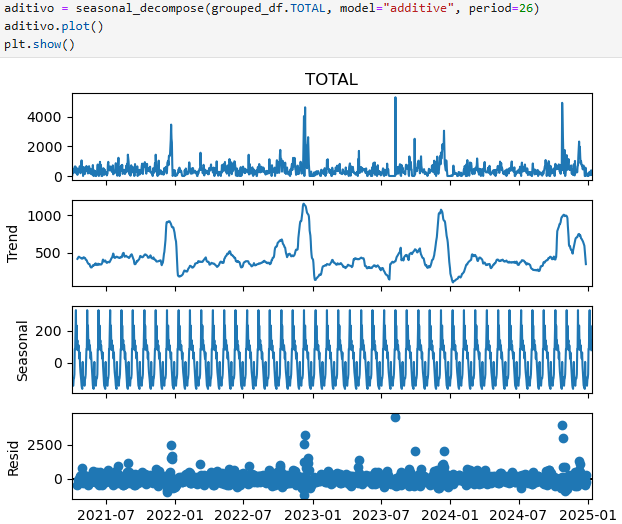 aditivo = seasonal_decompose(grouped_df.TOTAL, model="additive", period=26)
aditivo.plot()
plt.show()
TOTAL
4000
2000
0
Trend
1000
500
Seasonal
200
0
Resid
2500
0
2021-07 2022-01 2022-07 2023-01 2023-07 2024-01 2024-07 2025-01